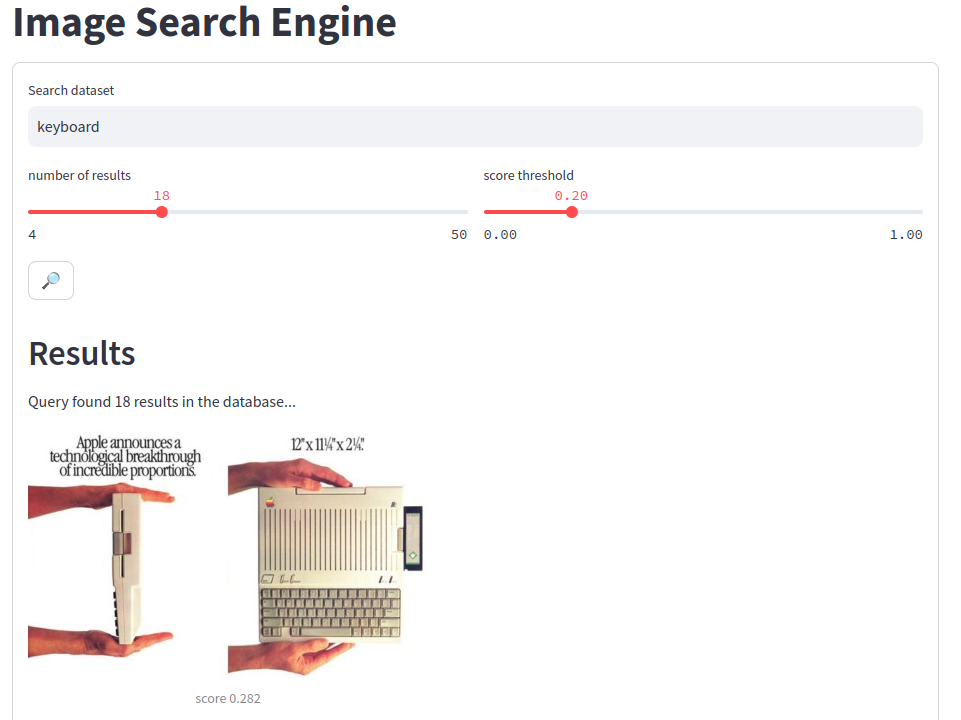 Image Search Engine
Search dataset
keyboard
number of results
score threshold
18
0.20
4
50
0.00
1.00
Results
Query found 18 results in the database...
Apple announces a
technological breakthrough
of incredible proportions.
12"x 11¼"x 2¼".
score 0.282